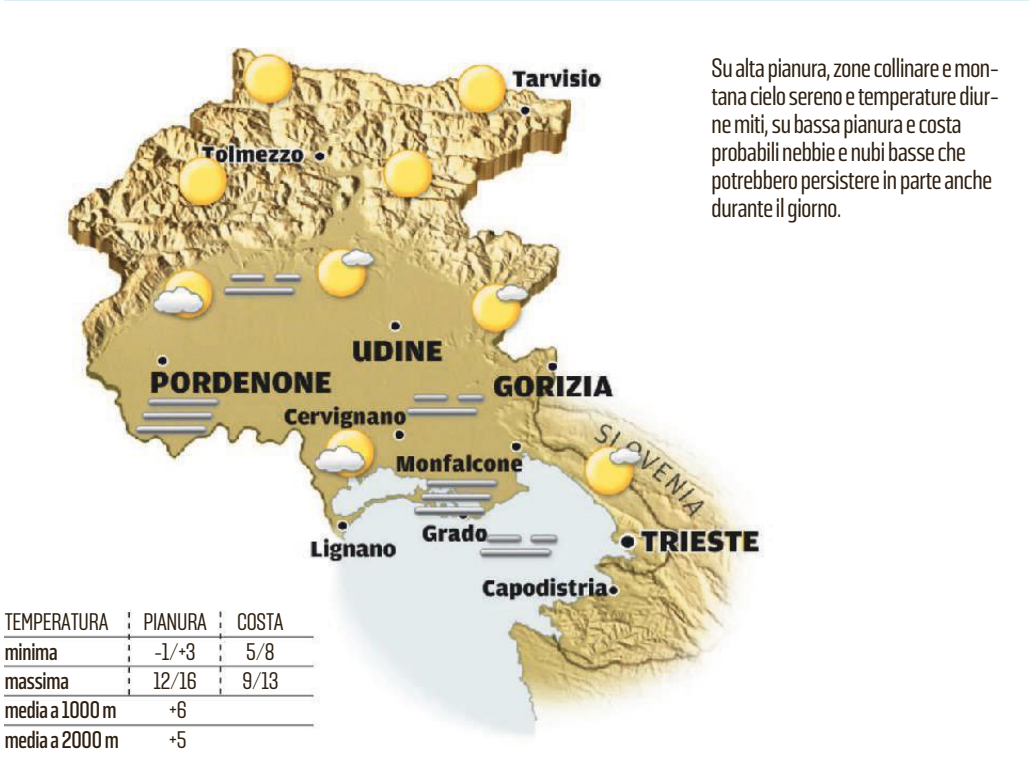 Su alta pianura, zone collinare e mon-
tana cielo sereno e temperature diur-
ne miti, su bassa pianura e costa
probabili nebbie e nubi basse che
potrebbero persistere in parte anche
durante il giorno.
Tarvisio
Tolmezzo
UDINE
PORDENONE
GORIZIA
Cervignano
SLOVENIA
Monfalcone
Grado
Lignano
TRIESTE
Capodistria
TEMPERATURA PIANURA COSTA
minima -1/+3 5/8
massima 12/16 9/13
media a 1000 m +6
media a 2000 m +5